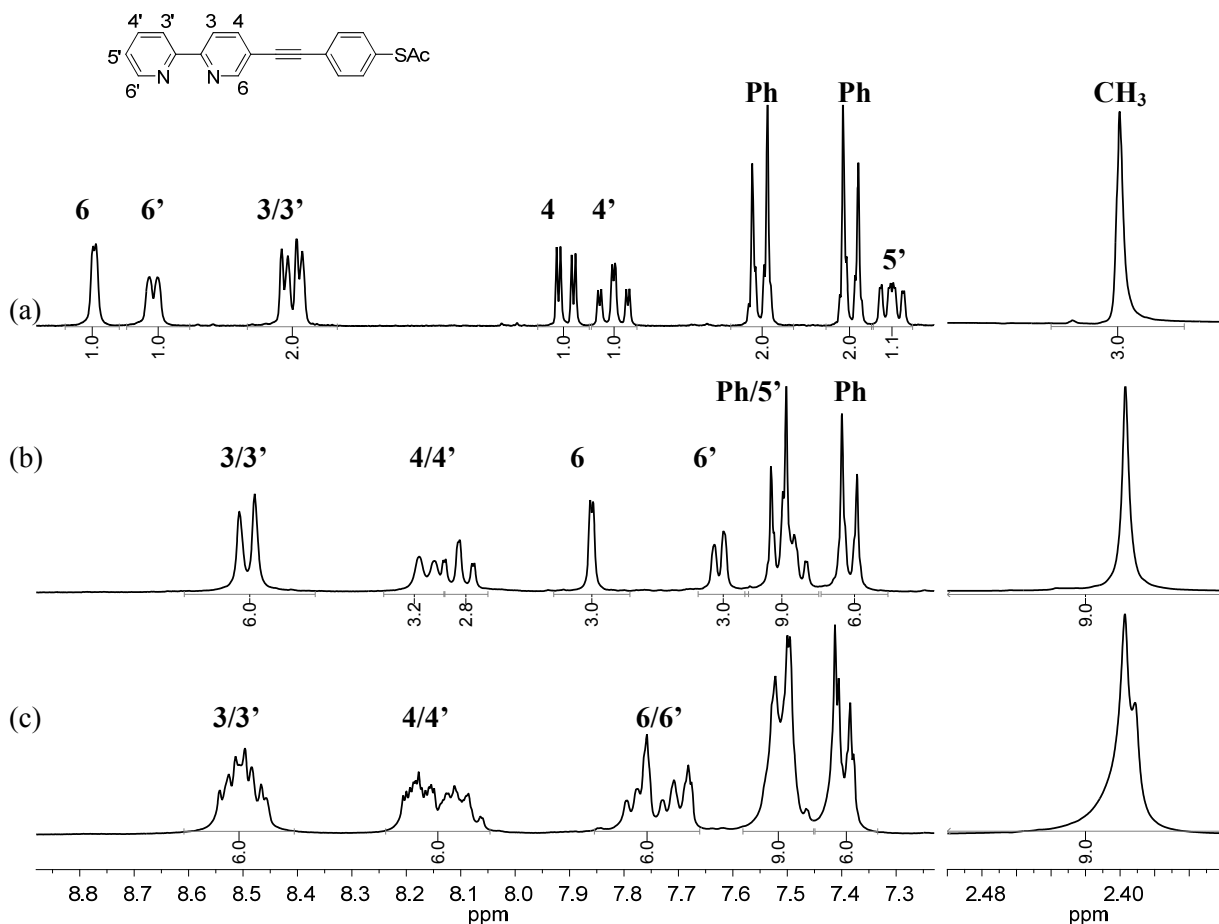 4' 3' 3 4
5'
N N SAc
6' 6
Ph Ph CH₃
6 6' 3/3' 4 4' 5'
(a)
1.0 1.0 2.0 1.0 1.0 2.0 2.0 1.1 3.0
Ph/5' Ph
(b) 3/3' 4/4' 6 6'
6.0 3.2 2.8 3.0 3.0 9.0 6.0 9.0
(c) 3/3' 4/4' 6/6'
6.0 6.0 6.0 9.0 6.0 9.0
8.8 8.7 8.6 8.5 8.4 8.3 8.2 8.1 8.0 7.9 7.8 7.7 7.6 7.5 7.4 7.3 2.48 2.40
ppm ppm